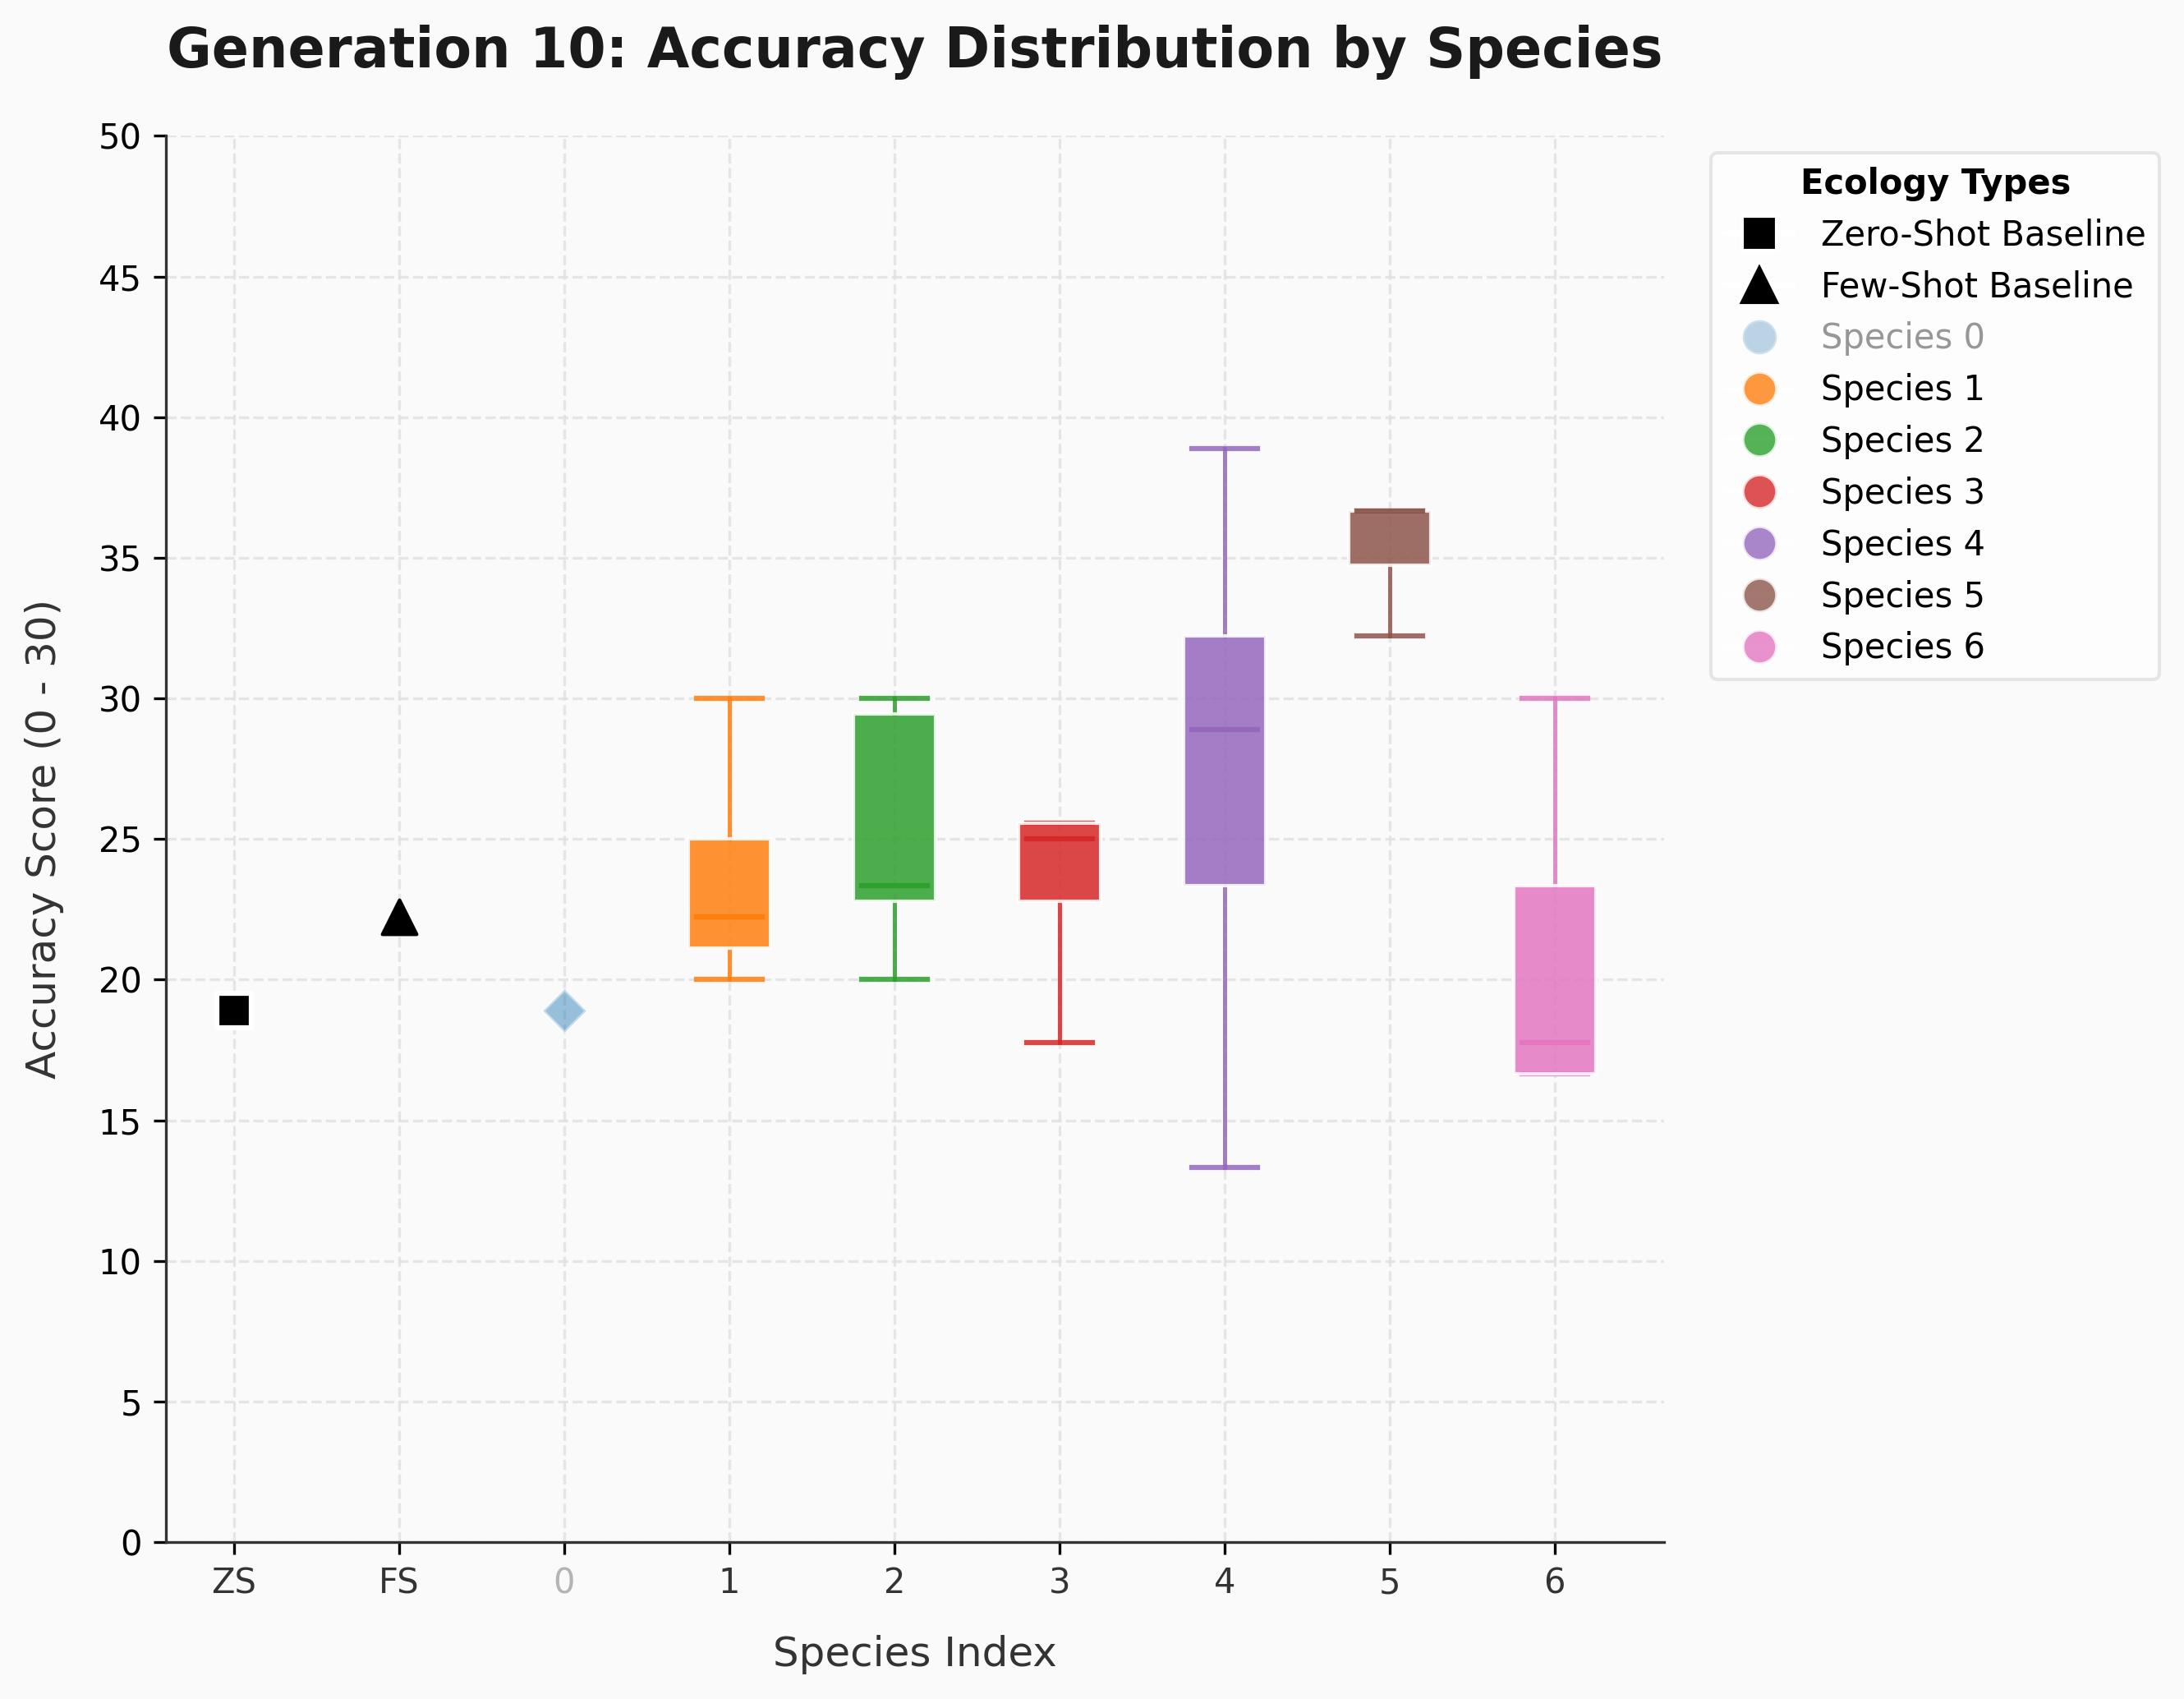 Generation 10: Accuracy Distribution by Species
50
45
40
35
30
25
20
15
10
5
0
Accuracy Score (0 - 30)
ZS FS 0 1 2 3 4 5 6
Species Index
Ecology Types
Zero-Shot Baseline
Few-Shot Baseline
Species 0
Species 1
Species 2
Species 3
Species 4
Species 5
Species 6